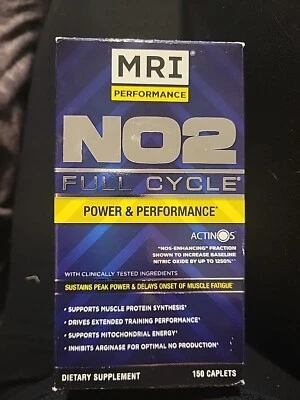 MRI
PERFORMANCE
NO2
FULL CYCLE®
POWER & PERFORMANCE*
ACTINOS
"NOS-ENHANCING" FRACTION
SHOWN TO INCREASE BASELINE
NITRIC OXIDE BY UP TO 1250%*
WITH CLINICALLY TESTED INGREDIENTS
SUSTAINS PEAK POWER & DELAYS ONSET OF MUSCLE FATIGUE*
• SUPPORTS MUSCLE PROTEIN SYNTHESIS*
• DRIVES EXTENDED TRAINING PERFORMANCE*
• SUPPORTS MITOCHONDRIAL ENERGY*
• INHIBITS ARGINASE FOR OPTIMAL NO PRODUCTION*
DIETARY SUPPLEMENT 150 CAPLETS